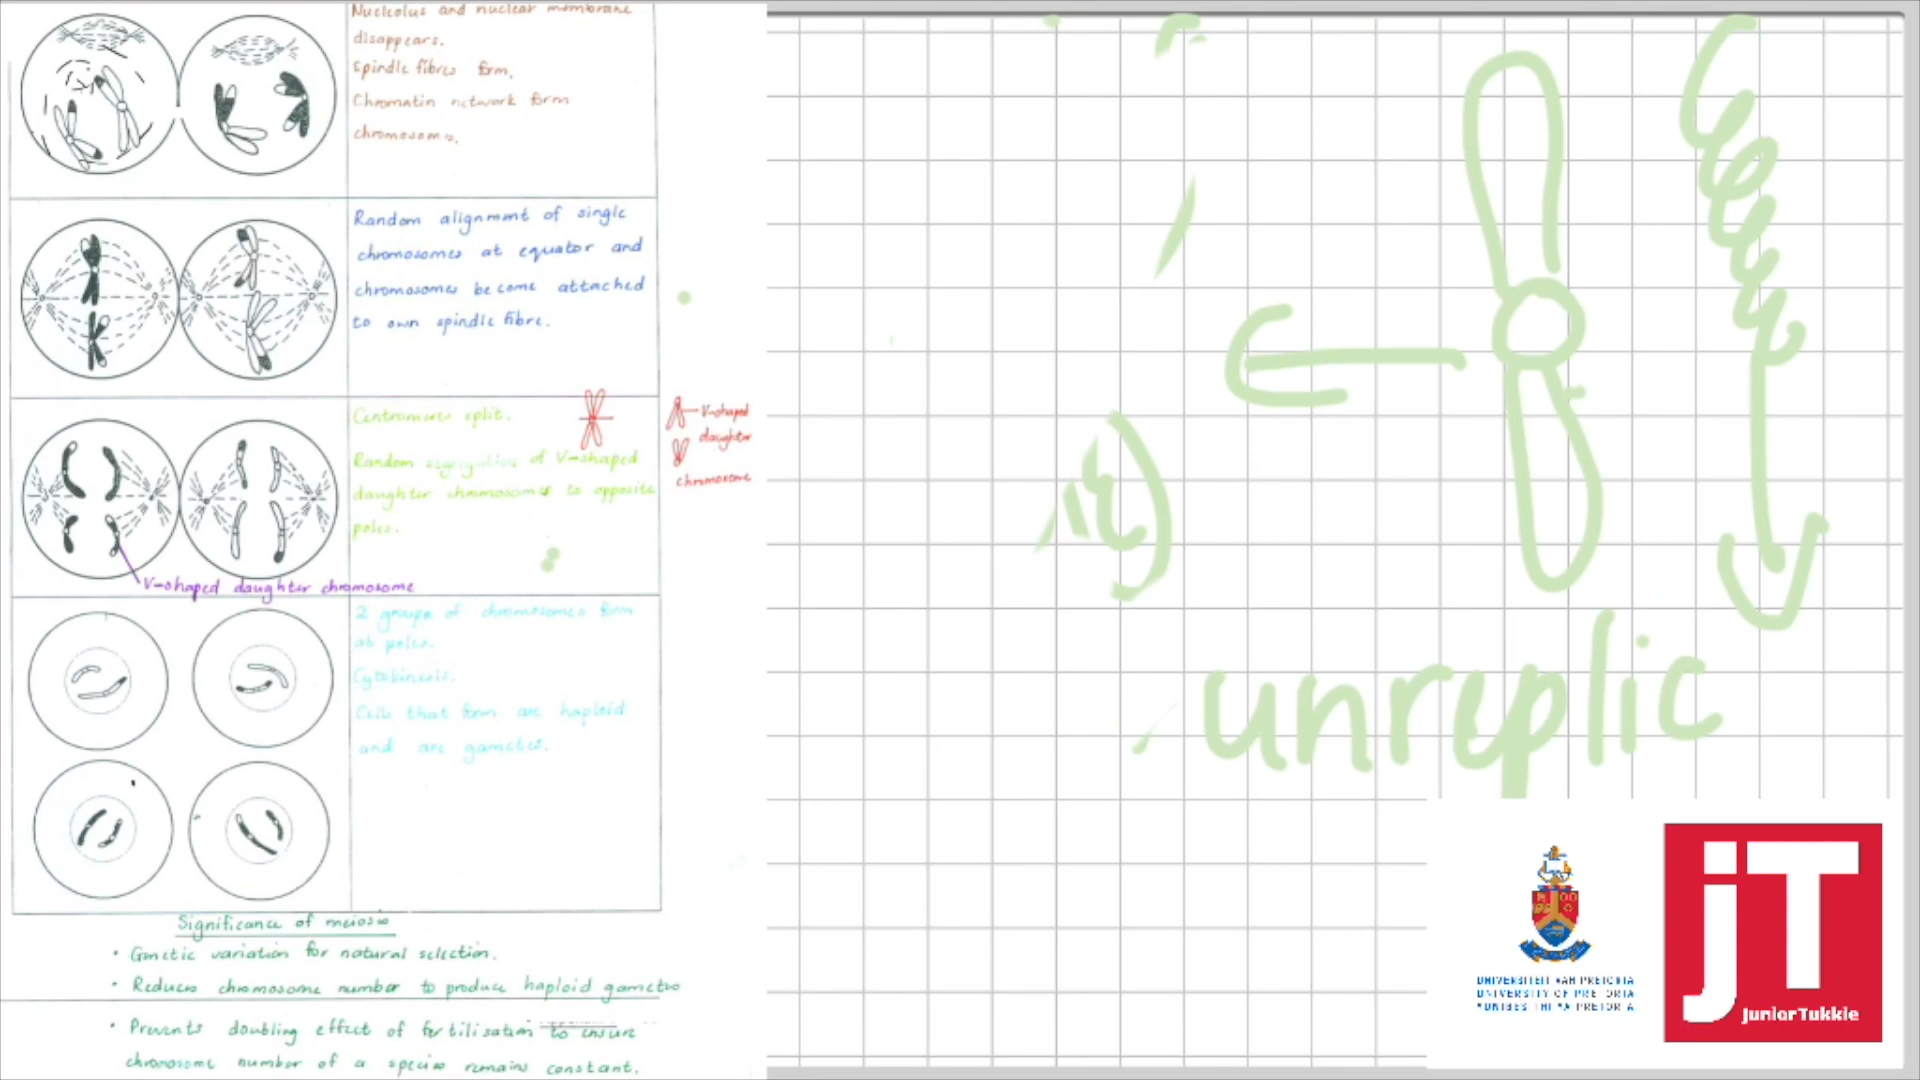 Nucleolus and nuclear membrane
disappears.
Spindle fibres form.
Chromatin network form
chromosoms.
Random alignment of single
chromosomes at equator and
chromosomes become attached
to own spindle fibre.
Centromere split.
Random segregation of V-shaped
daughter chromosomes to opposite
poles.
V-shaped
daughter
chromosome
V-shaped daughter chromosome
2 groups of chromosomes form
at poles.
Cytokinesis.
Cells that form are haploid
and are gametes.
Significance of meiosis
• Genetic variation for natural selection.
• Reduces chromosome number to produce haploid gametes
• Prevents doubling effect of fertilisation to ensure
chromosome number of a species remains constant.
unreplic
UNIVERSITEIT VAN PRETORIA
UNIVERSITY OF PRETORIA
YUNIBESITHI YA PRETORIA
jT
JuniorTukkie